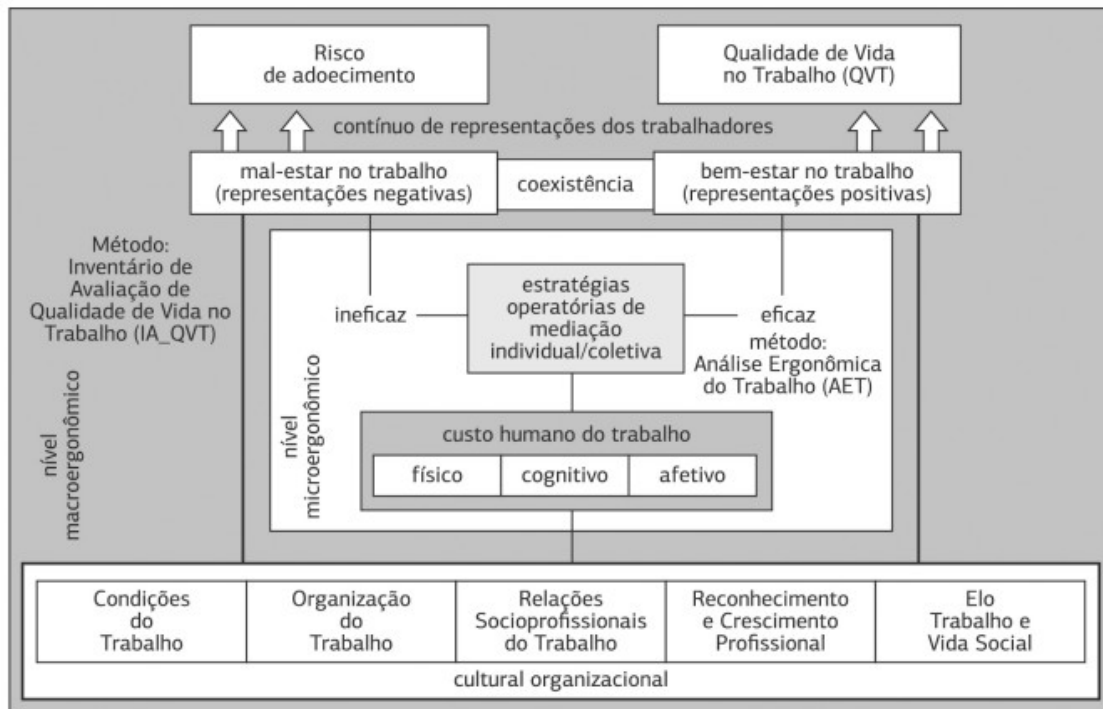 Risco
de adoecimento
Qualidade de Vida
no Trabalho (QVT)
contínuo de representações dos trabalhadores
mal-estar no trabalho
(representações negativas)
coexistência
bem-estar no trabalho
(representações positivas)
Método:
Inventário de
Avaliação de
Qualidade de Vida no
Trabalho (IA_QVT)
nível
macroergonômico
ineficaz
estratégias
operatórias de
mediação
individual/coletiva
eficaz
método:
Análise Ergonômica
do Trabalho (AET)
nível
microergonômico
custo humano do trabalho
físico
cognitivo
afetivo
Condições
do
Trabalho
Organização
do
Trabalho
Relações
Socioprofissionais
do Trabalho
Reconhecimento
e Crescimento
Profissional
Elo
Trabalho e
Vida Social
cultural organizacional